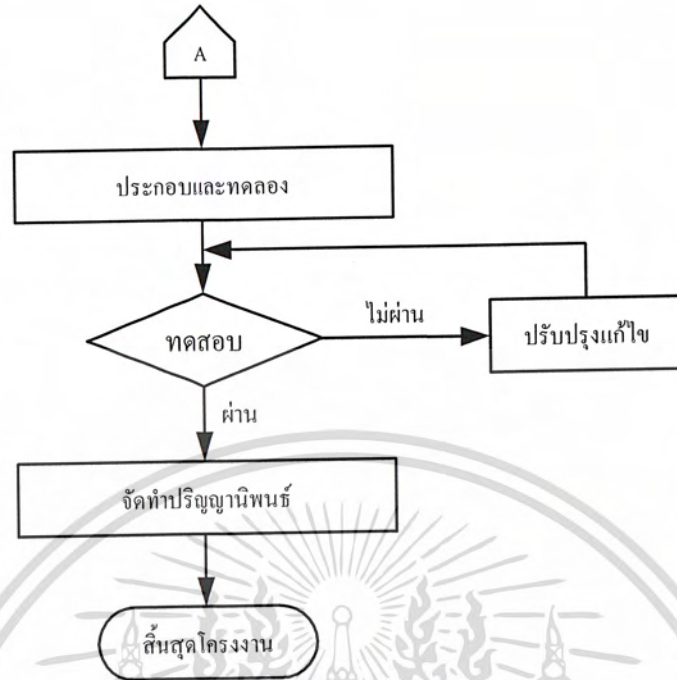 A
ประกอบและทดลอง
ทดสอบ
ไม่ผ่าน
ปรับปรุงแก้ไข
ผ่าน
จัดทำปริญญานิพนธ์
สิ้นสุดโครงงาน